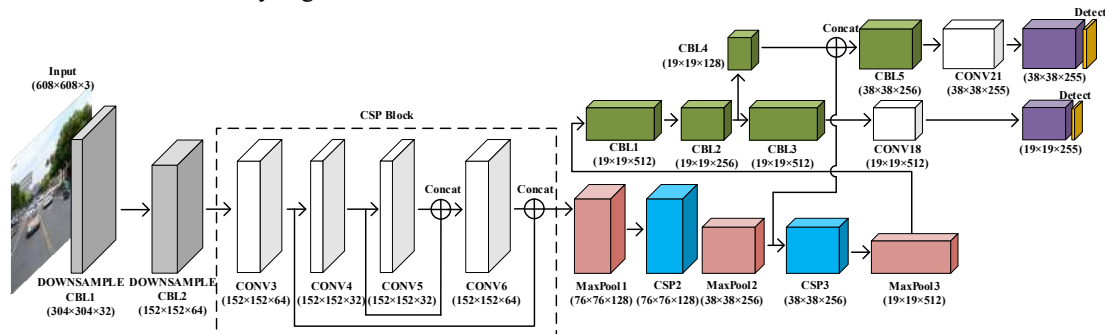 Input
(608×608×3)
DOWNSAMPLE
CBL1
(304×304×32)
DOWNSAMPLE
CBL2
(152×152×64)
CSP Block
CONV3
(152×152×64)
CONV4
(152×152×32)
CONV5
(152×152×32)
Concat
CONV6
(152×152×64)
Concat
MaxPool1
(76×76×128)
CSP2
(76×76×128)
MaxPool2
(38×38×256)
CSP3
(38×38×256)
MaxPool3
(19×19×512)
CBL1
(19×19×512)
CBL2
(19×19×256)
CBL3
(19×19×512)
CONV18
(19×19×512)
(19×19×255)
Detect
CBL4
(19×19×128)
Concat
CBL5
(38×38×256)
CONV21
(38×38×255)
(38×38×255)
Detect